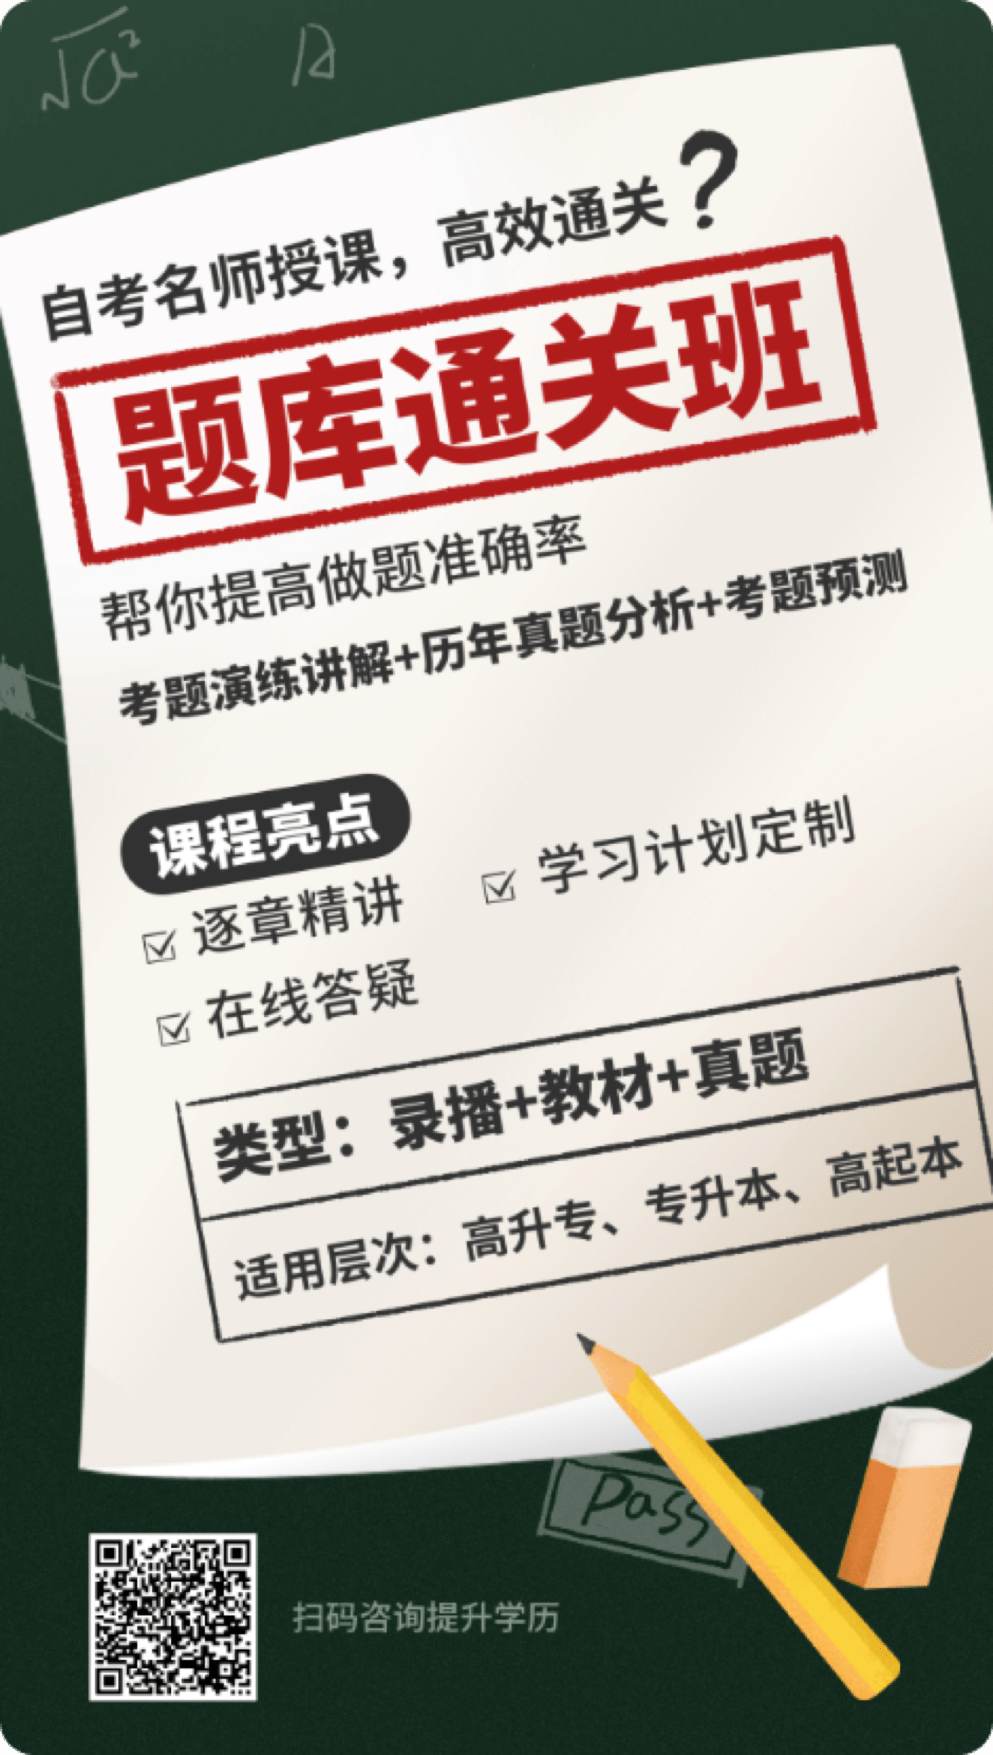 √a²
自考名师授课，高效通关？
题库通关班
帮你提高做题准确率
考题演练讲解+历年真题分析+考题预测
课程亮点
☑ 逐章精讲 ☑ 学习计划定制
☑ 在线答疑
类型：录播+教材+真题
适用层次：高升专、专升本、高起本
Pass
扫码咨询提升学历